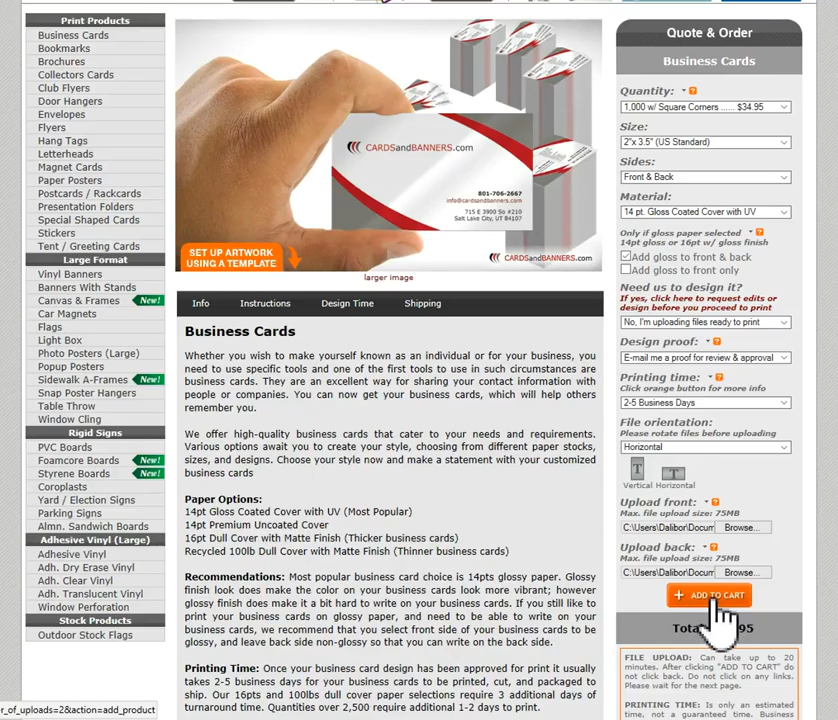 Print Products
Business Cards
Bookmarks
Brochures
Collectors Cards
Club Flyers
Door Hangers
Envelopes
Flyers
Hang Tags
Letterheads
Magnet Cards
Paper Posters
Postcards / Rackcards
Presentation Folders
Special Shaped Cards
Stickers
Tent / Greeting Cards
Large Format
Vinyl Banners
Banners With Stands
Canvas & Frames New!
Car Magnets
Flags
Light Box
Photo Posters (Large)
Popup Posters
Sidewalk A-Frames New!
Snap Poster Hangers
Table Throw
Window Cling
Rigid Signs
PVC Boards
Foamcore Boards New!
Styrene Boards New!
Coroplasts
Yard / Election Signs
Parking Signs
Almn. Sandwich Boards
Adhesive Vinyl (Large)
Adhesive Vinyl
Adh. Dry Erase Vinyl
Adh. Clear Vinyl
Adh. Translucent Vinyl
Window Perforation
Stock Products
Outdoor Stock Flags
er_of_uploads=2&action=add_product
CARDSandBANNERS.com
801-706-2667
info@cardsandbanners.com
715 E 3900 So #210
Salt Lake City, UT 84107
SET UP ARTWORK
USING A TEMPLATE
CARDSandBANNERS.com
larger image
Info Instructions Design Time Shipping
Business Cards
Whether you wish to make yourself known as an individual or for your business, you
need to use specific tools and one of the first tools to use in such circumstances are
business cards. They are an excellent way for sharing your contact information with
people or companies. You can now get your business cards, which will help others
remember you.
We offer high-quality business cards that cater to your needs and requirements.
Various options await you to create your style, choosing from different paper stocks,
sizes, and designs. Choose your style now and make a statement with your customized
business cards
Paper Options:
14pt Gloss Coated Cover with UV (Most Popular)
14pt Premium Uncoated Cover
16pt Dull Cover with Matte Finish (Thicker business cards)
Recycled 100lb Dull Cover with Matte Finish (Thinner business cards)
Recommendations: Most popular business card choice is 14pts glossy paper. Glossy
finish look does make the color on your business cards look more vibrant; however
glossy finish does make it a bit hard to write on your business cards. If you still like to
print your business cards on glossy paper, and need to be able to write on your
business cards, we recommend that you select front side of your business cards to be
glossy, and leave back side non-glossy so that you can write on the back side.
Printing Time: Once your business card design has been approved for print it usually
takes 2-5 business days for your business cards to be printed, cut, and packaged to
ship. Our 16pts and 100lbs dull cover paper selections require 3 additional days of
turnaround time. Quantities over 2,500 require additional 1-2 days to print.
Quote & Order
Business Cards
Quantity: ?
1,000 w/ Square Corners ...... $34.95
Size:
2"x 3.5" (US Standard)
Sides:
Front & Back
Material:
14 pt. Gloss Coated Cover with UV
Only if gloss paper selected ?
14pt gloss or 16pt w/ gloss finish
Add gloss to front & back
Add gloss to front only
Need us to design it?
If yes, click here to request edits or
design before you proceed to print
No, I'm uploading files ready to print
Design proof: ?
E-mail me a proof for review & approval
Printing time: ?
Click orange button for more info
2-5 Business Days
File orientation:
Please rotate files before uploading
Horizontal
T T
Vertical Horizontal
Upload front: ?
Max. file upload size: 75MB
C:\Users\Dalibor\Docum Browse...
Upload back: ?
Max. file upload size: 75MB
C:\Users\Dalibor\Docum Browse...
+ ADD TO CART
FILE UPLOAD: Can take up to 20
minutes. After clicking "ADD TO CART" do
not click back. Do not click on any links.
Please wait for the next page.
PRINTING TIME: Is only an estimated
time, not a guaranteed time. Business